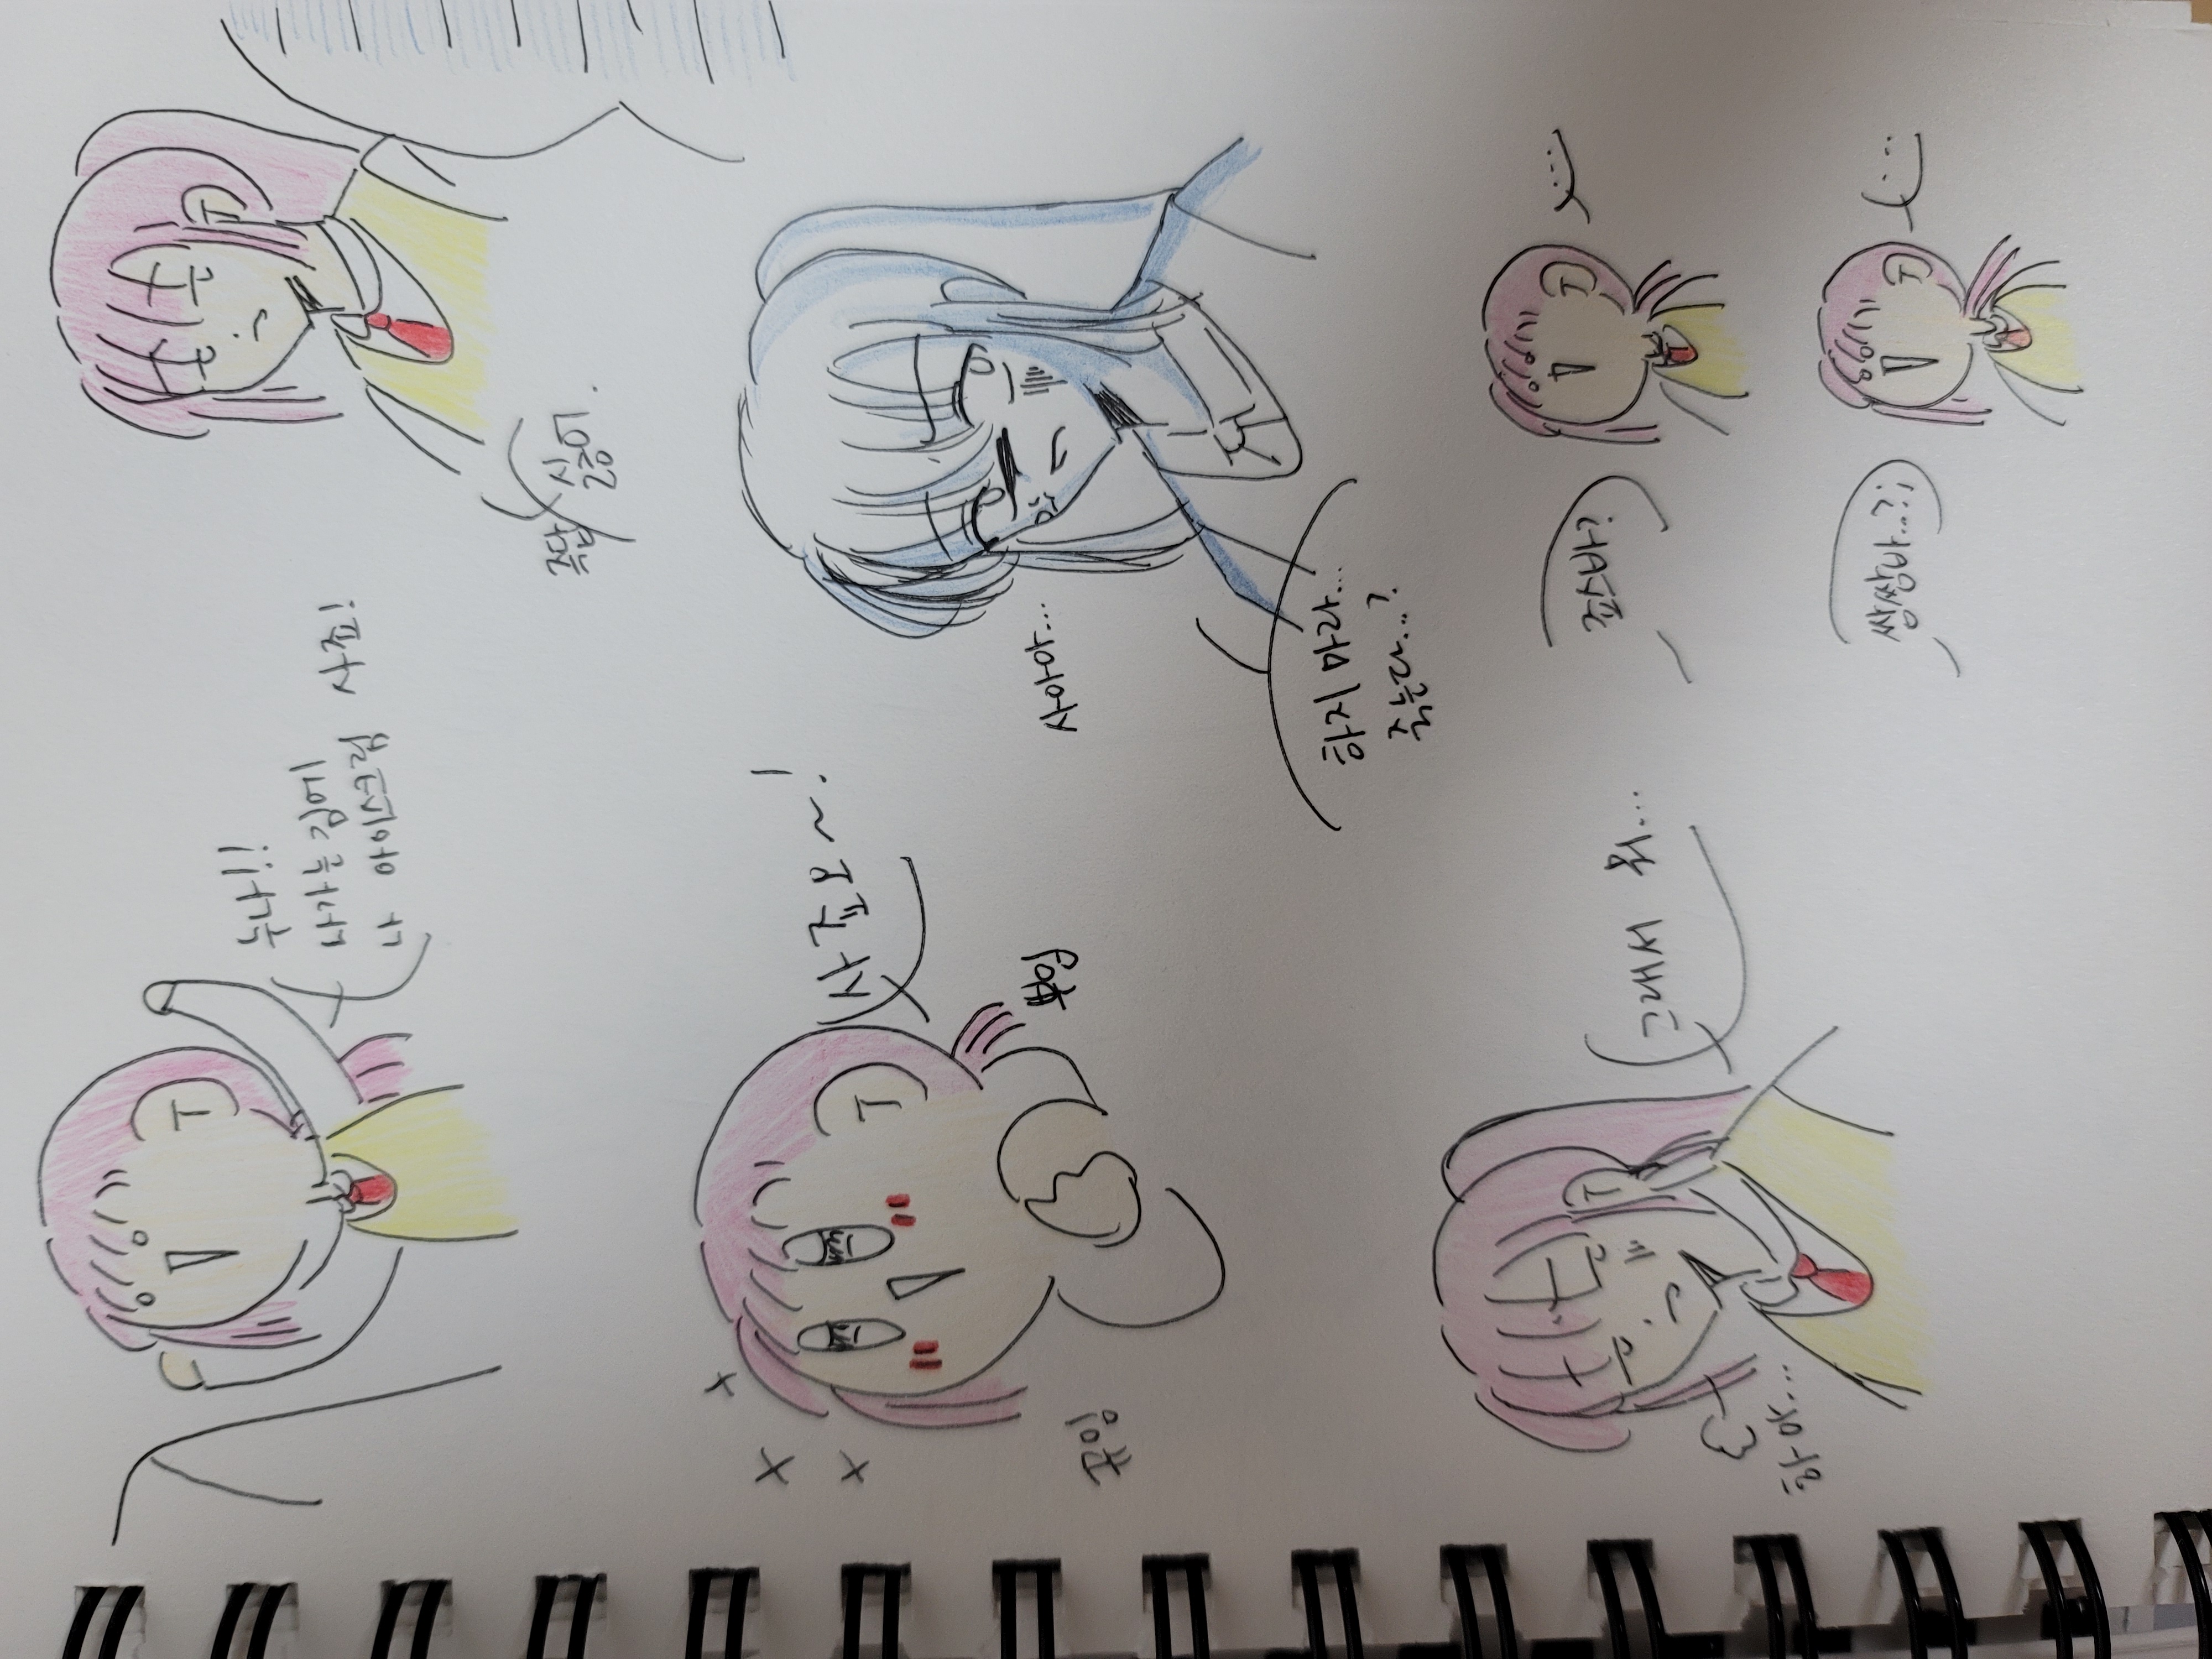 누나!!
나가는 김에
나 아이스크림 사죠!
즉답
싫어.
사죠오~!
뀨잉
뿌잉
사아아...
하지 마라...
죽는다...?
그래서 뭐...
하아...
죠스바?
...
쌍쌍바..?;
...